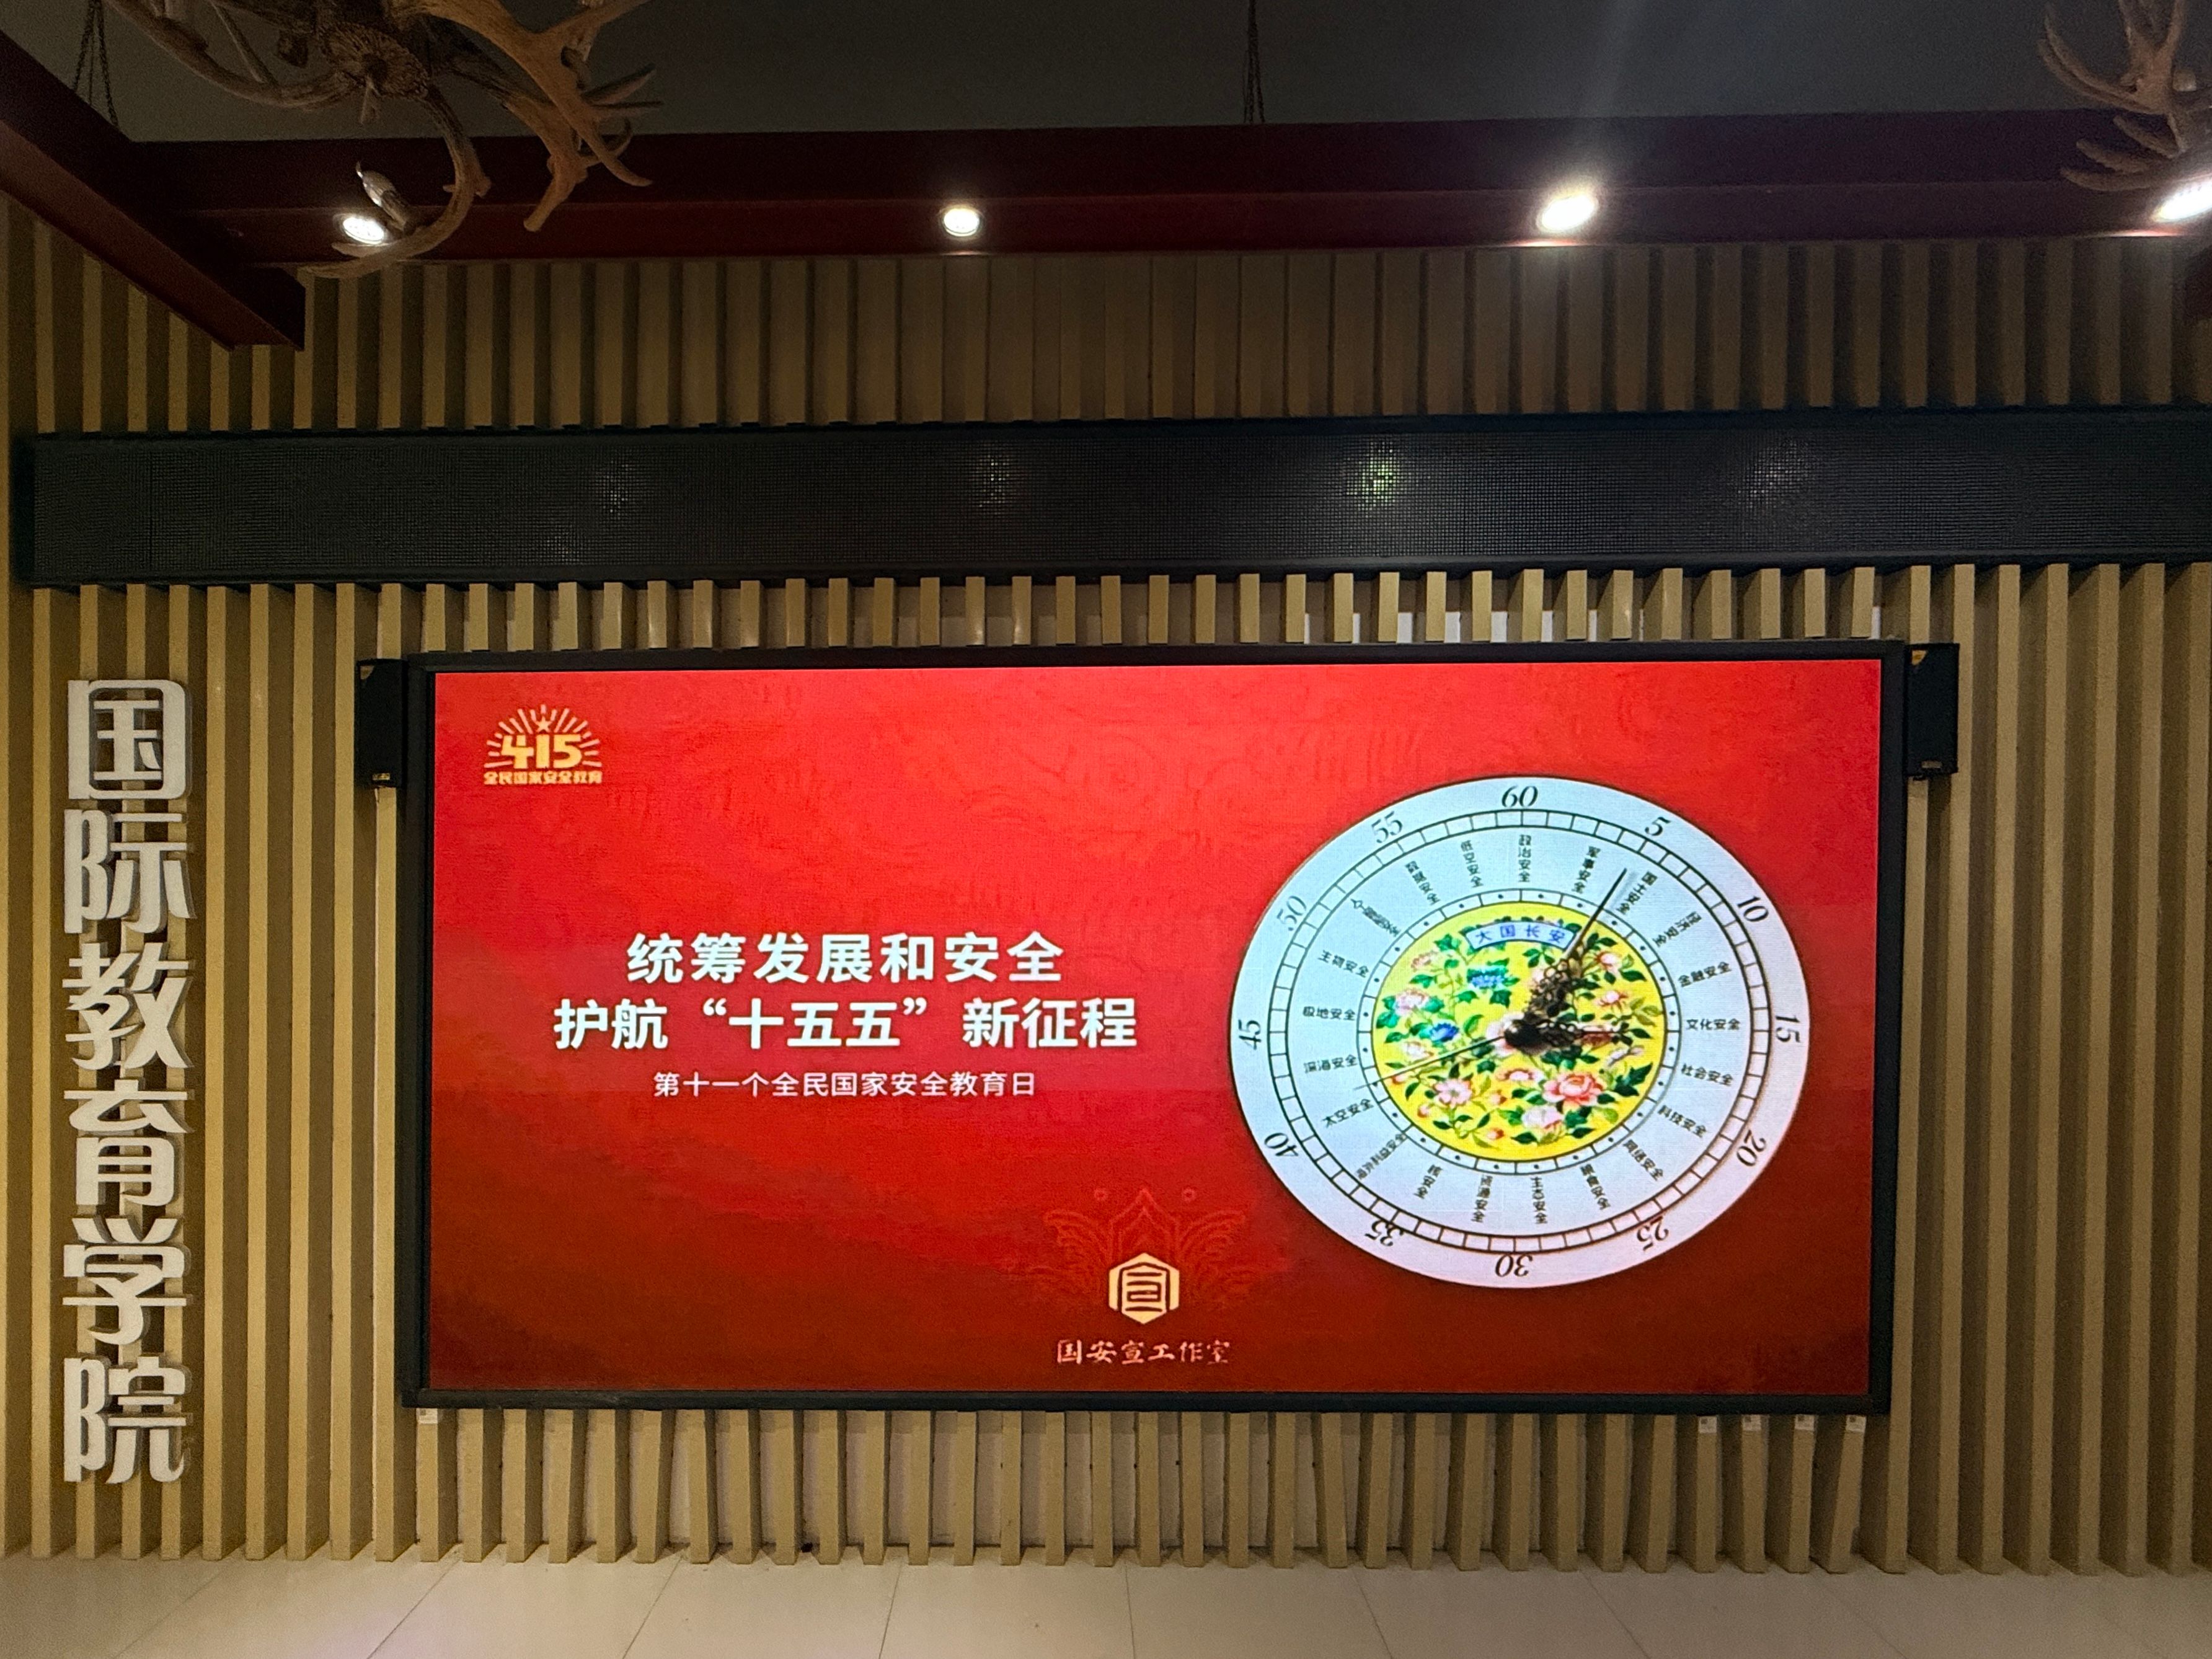 国际教育学院
415
全民国家安全教育
统筹发展和安全
护航“十五五”新征程
第十一个全民国家安全教育日
国安宣工作室
大国长安
60
5
10
15
20
25
30
35
40
45
50
55
政治安全
军事安全
国土安全
经济安全
金融安全
文化安全
社会安全
科技安全
网络安全
粮食安全
生态安全
资源安全
核安全
海外利益安全
太空安全
深海安全
极地安全
生物安全
数据安全
低空安全